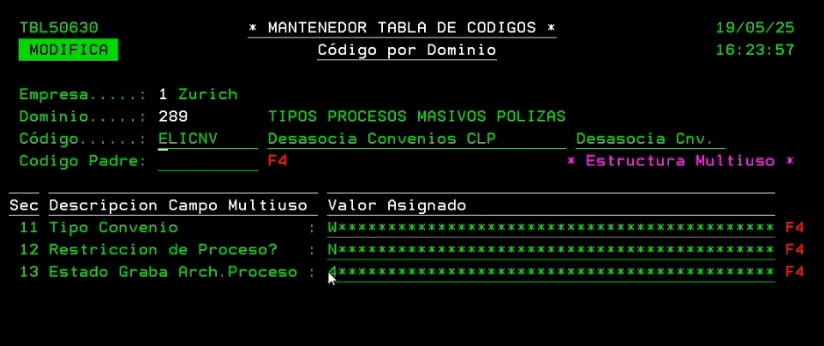 TBL50630 * MANTENEDOR TABLA DE CODIGOS * 19/05/25
MODIFICA Código por Dominio 16:23:57
Empresa.....: 1 Zurich
Dominio.....: 289 TIPOS PROCESOS MASIVOS POLIZAS
Código......: ELICNV Desasocia Convenios CLP Desasocia Cnv.
Codigo Padre: F4 * Estructura Multiuso *
Sec Descripcion Campo Multiuso Valor Asignado
11 Tipo Convenio : W******************************************** F4
12 Restriccion de Proceso? : N******************************************** F4
13 Estado Graba Arch.Proceso : 4******************************************** F4